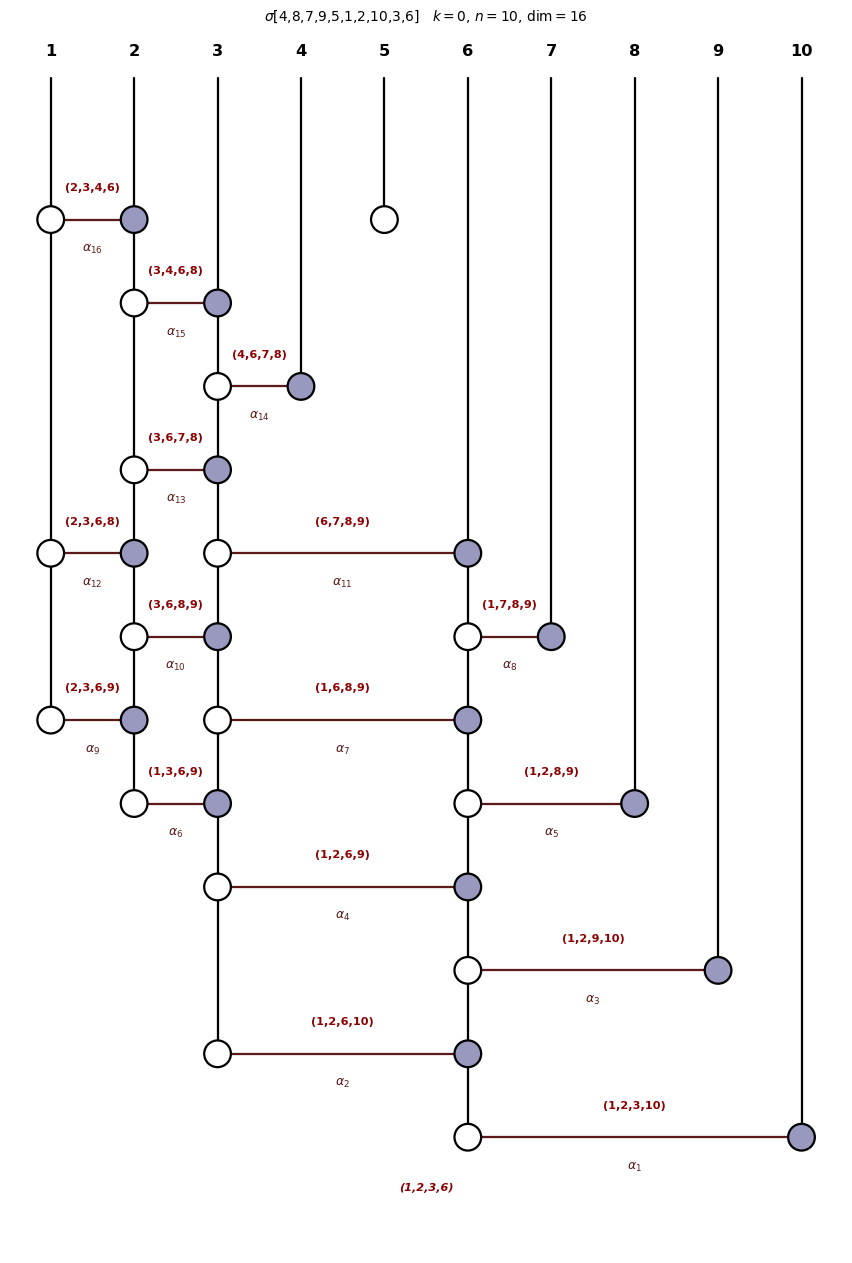 σ[4,8,7,9,5,1,2,10,3,6] k=0, n=10, dim=16
1 2 3 4 5 6 7 8 9 10
(2,3,4,6)
α16
(3,4,6,8)
α15
(4,6,7,8)
α14
(3,6,7,8)
α13
(2,3,6,8) (6,7,8,9)
α12 α11
(3,6,8,9) (1,7,8,9)
α10 α8
(2,3,6,9) (1,6,8,9)
α9 α7
(1,3,6,9) (1,2,8,9)
α6 α5
(1,2,6,9)
α4
(1,2,9,10)
α3
(1,2,6,10)
α2
(1,2,3,10)
α1
(1,2,3,6)